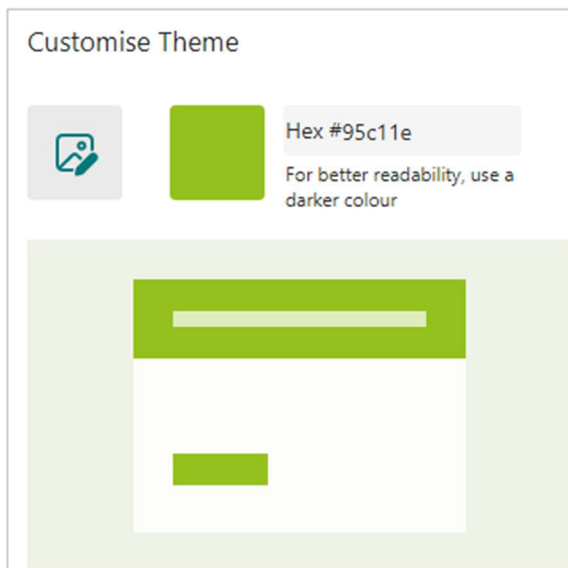 Customise Theme
Hex #95c11e
For better readability, use a
darker colour